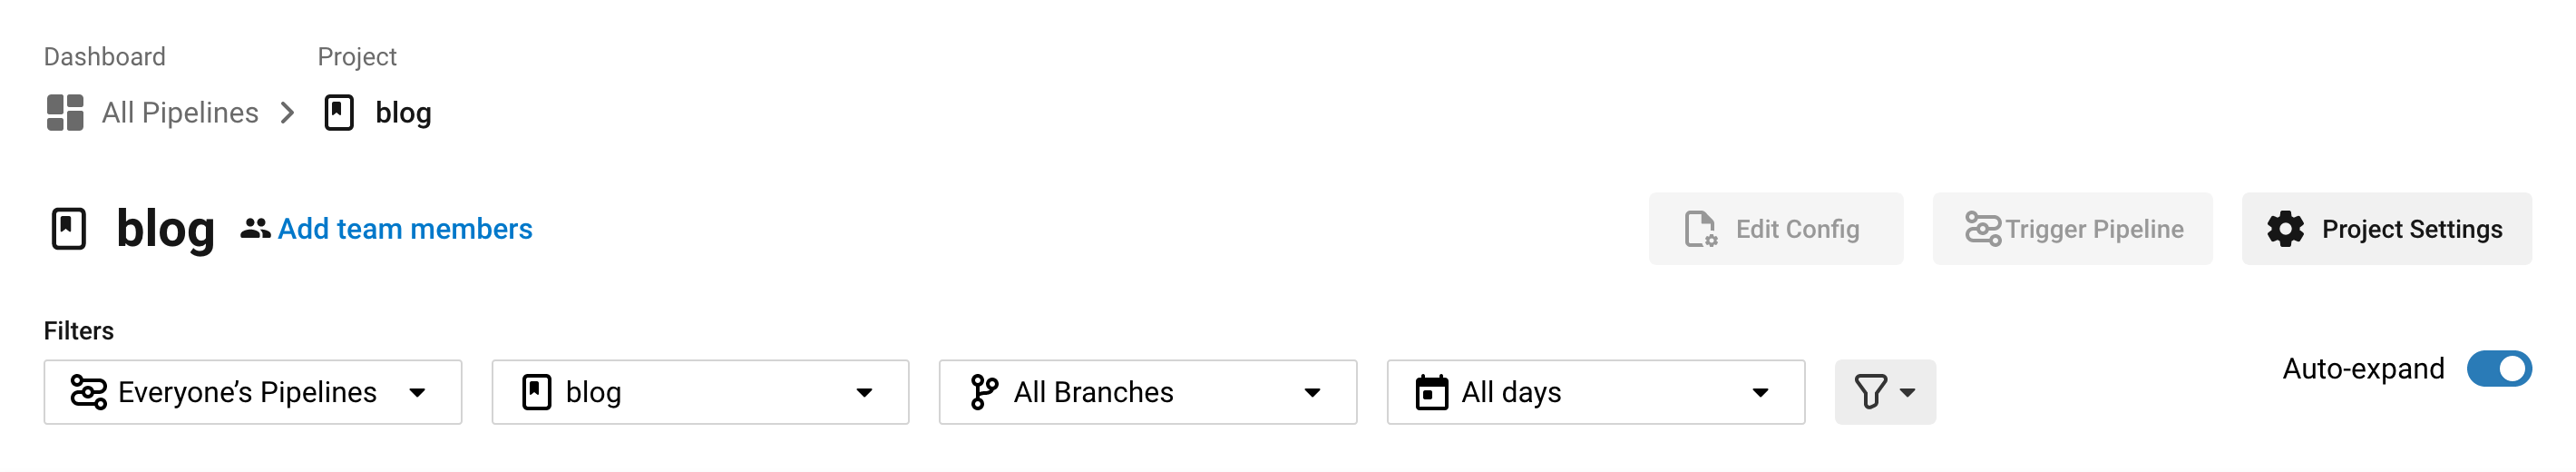 Dashboard Project
All Pipelines blog
blog Add team members Edit Config Trigger Pipeline Project Settings
Filters
Everyone’s Pipelines blog All Branches All days Auto-expand